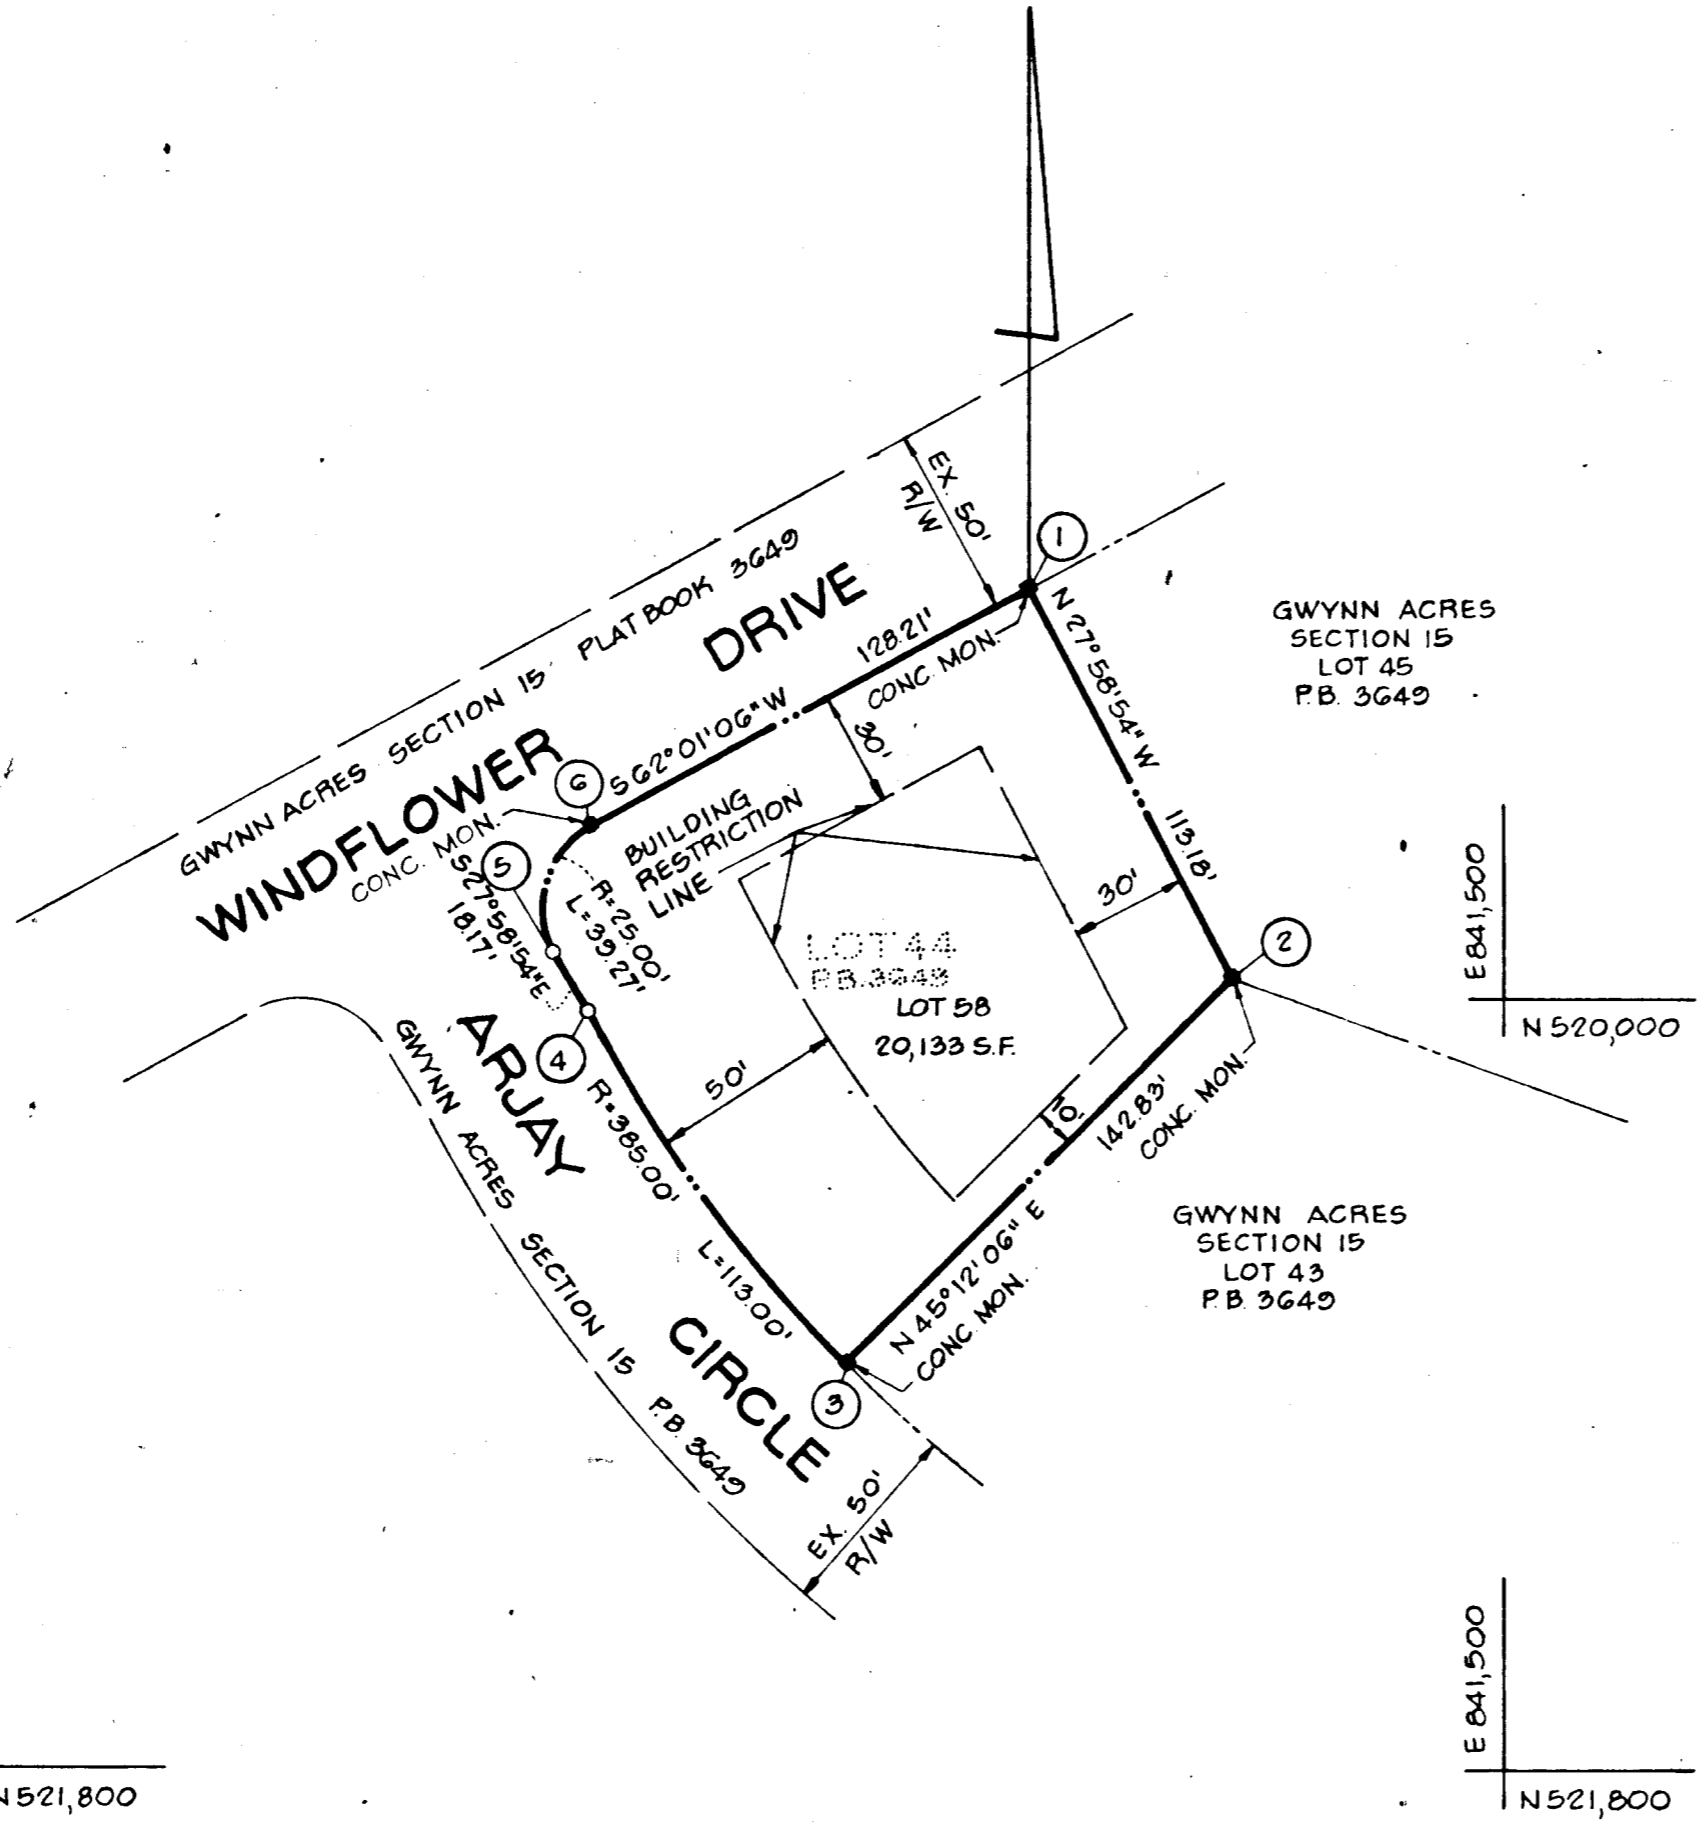 EX. 50'
R/W
1
GWYNN ACRES SECTION 15 PLAT BOOK 3649
WINDFLOWER DRIVE
128.21'
CONC. MON.
N 27°58'54" W
113.18'
GWYNN ACRES
SECTION 15
LOT 45
P.B. 3649
S 62°01'06" W
30'
6
CONC. MON.
5
S 27°58'54" E
18.17'
R=25.00'
L=39.27'
BUILDING
RESTRICTION
LINE
30'
2
E 841,500
N 520,000
LOT 44
P.B. 3649
LOT 58
20,133 S.F.
4
50'
10'
142.83'
CONC. MON.
ARJAY CIRCLE
R=385.00'
L=113.00'
GWYNN ACRES SECTION 15 P.B. 3649
N 45°12'06" E
CONC. MON.
3
GWYNN ACRES
SECTION 15
LOT 43
P.B. 3649
EX. 50'
R/W
N 521,800
E 841,500
N 521,800